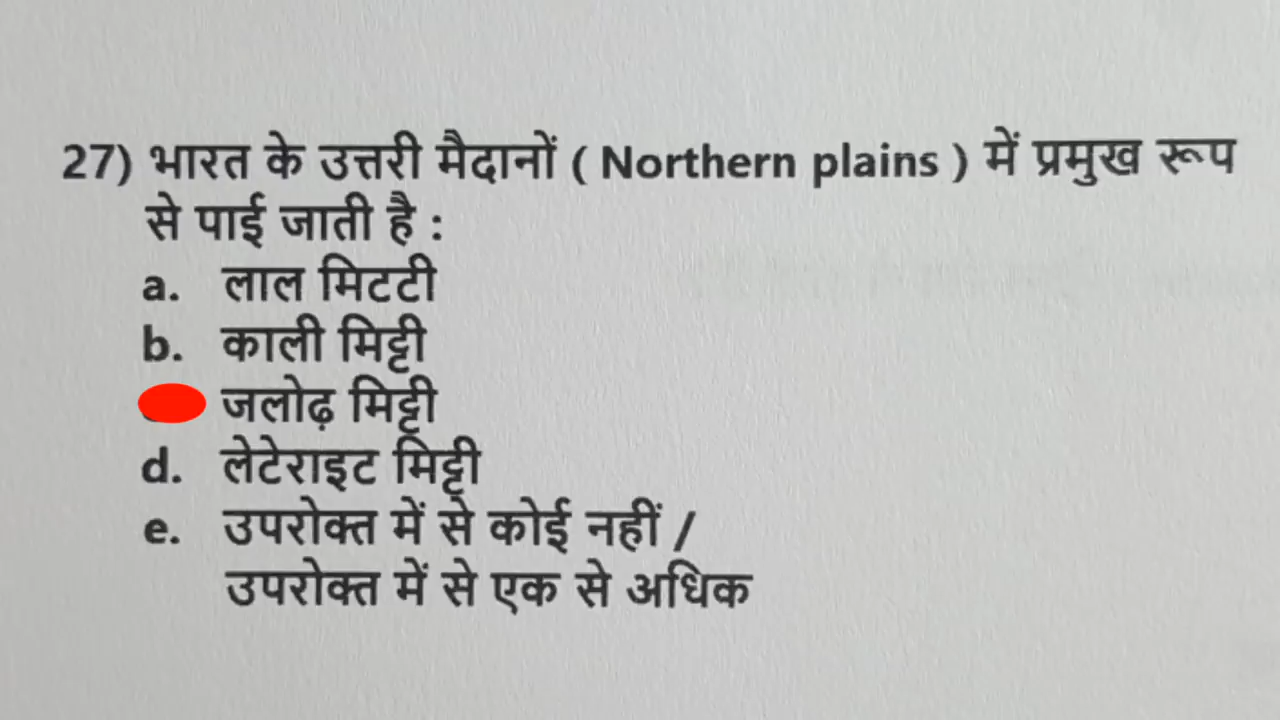 27) भारत के उत्तरी मैदानों ( Northern plains ) में प्रमुख रूप
से पाई जाती है :
a. लाल मिटटी
b. काली मिट्टी
जलोढ़ मिट्टी
d. लेटेराइट मिट्टी
e. उपरोक्त में से कोई नहीं /
उपरोक्त में से एक से अधिक